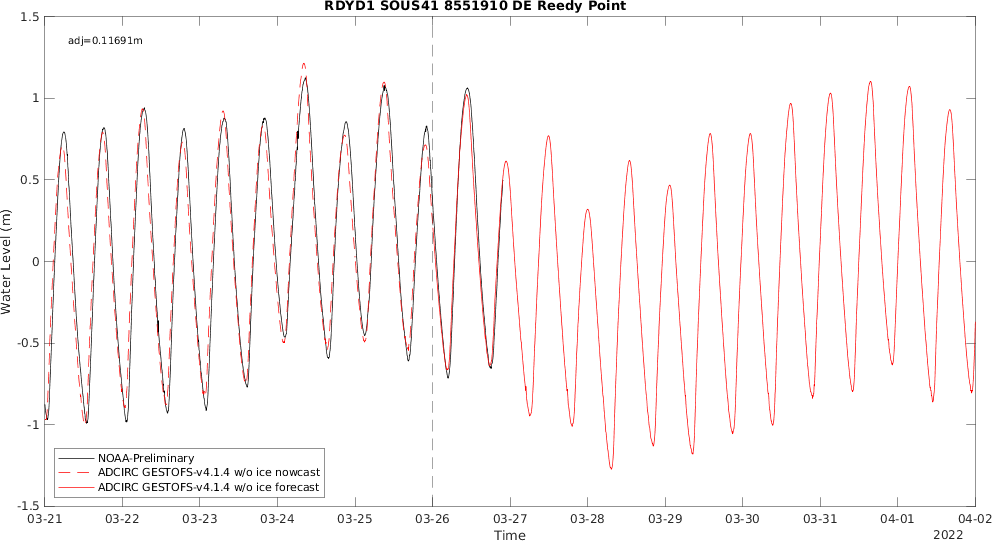 RDYD1 SOUS41 8551910 DE Reedy Point
adj=0.11691m
Water Level (m)
1.5
1
0.5
0
-0.5
-1
-1.5
NOAA-Preliminary
ADCIRC GESTOFS-v4.1.4 w/o ice nowcast
ADCIRC GESTOFS-v4.1.4 w/o ice forecast
03-21 03-22 03-23 03-24 03-25 03-26 03-27 03-28 03-29 03-30 03-31 04-01 04-02
Time
2022